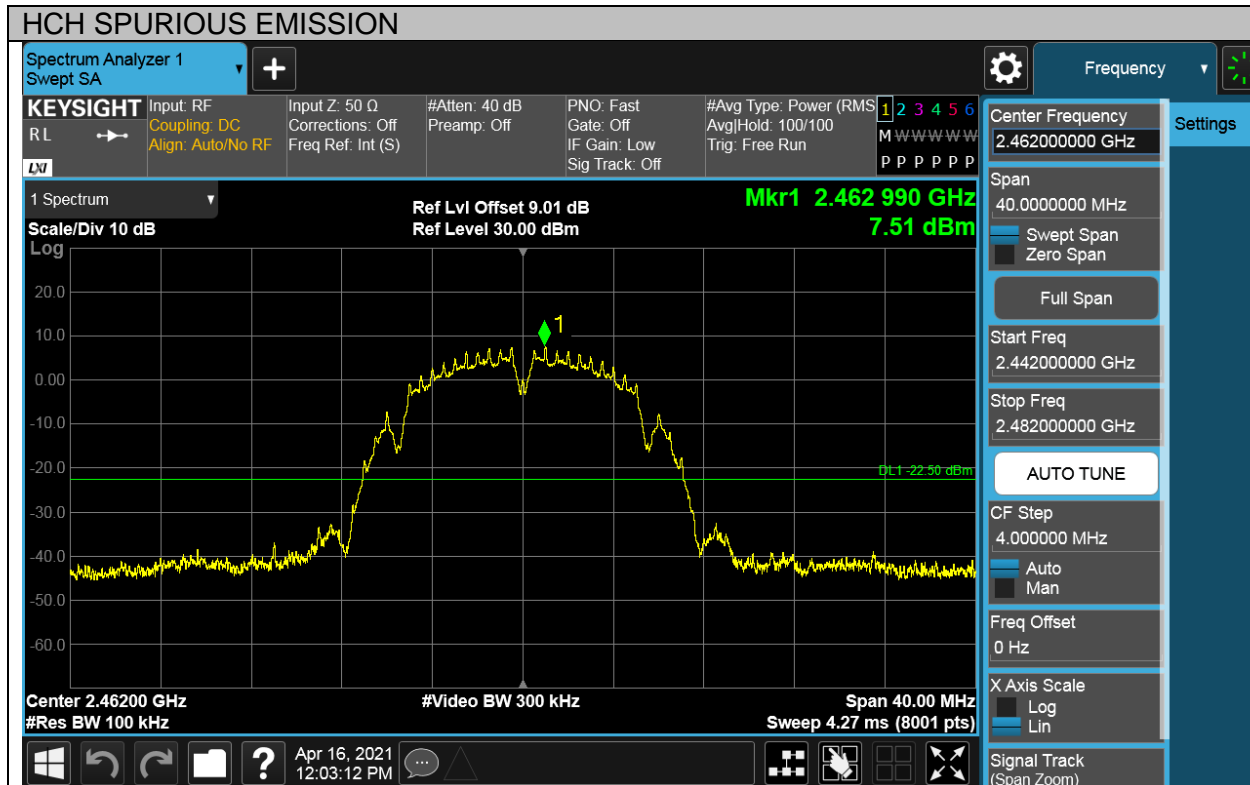 HCH SPURIOUS EMISSION
Spectrum Analyzer 1
Swept SA
+
Frequency
KEYSIGHT
R L
LXI
Input: RF
Coupling: DC
Align: Auto/No RF
Input Z: 50 Ω
Corrections: Off
Freq Ref: Int (S)
#Atten: 40 dB
Preamp: Off
PNO: Fast
Gate: Off
IF Gain: Low
Sig Track: Off
#Avg Type: Power (RMS
Avg|Hold: 100/100
Trig: Free Run
1 2 3 4 5 6
M W W W W W
P P P P P P
1 Spectrum
Scale/Div 10 dB
Log
Ref Lvl Offset 9.01 dB
Ref Level 30.00 dBm
Mkr1 2.462 990 GHz
7.51 dBm
20.0
10.0
0.00
-10.0
-20.0
-30.0
-40.0
-50.0
-60.0
1
DL1 -22.50 dBm
Center 2.46200 GHz
#Res BW 100 kHz
#Video BW 300 kHz
Span 40.00 MHz
Sweep 4.27 ms (8001 pts)
Center Frequency
2.462000000 GHz
Settings
Span
40.0000000 MHz
Swept Span
Zero Span
Full Span
Start Freq
2.442000000 GHz
Stop Freq
2.482000000 GHz
AUTO TUNE
CF Step
4.000000 MHz
Auto
Man
Freq Offset
0 Hz
X Axis Scale
Log
Lin
Signal Track
(Span Zoom)
?
Apr 16, 2021
12:03:12 PM